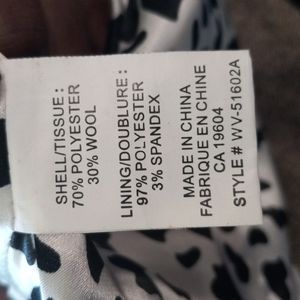 SHELL/TISSUE:
70% POLYESTER
30% WOOL
LINING/DOUBLURE:
97% POLYESTER
3% SPANDEX
MADE IN CHINA
FABRIQUE EN CHINE
CA 19604
STYLE # WV-51602A